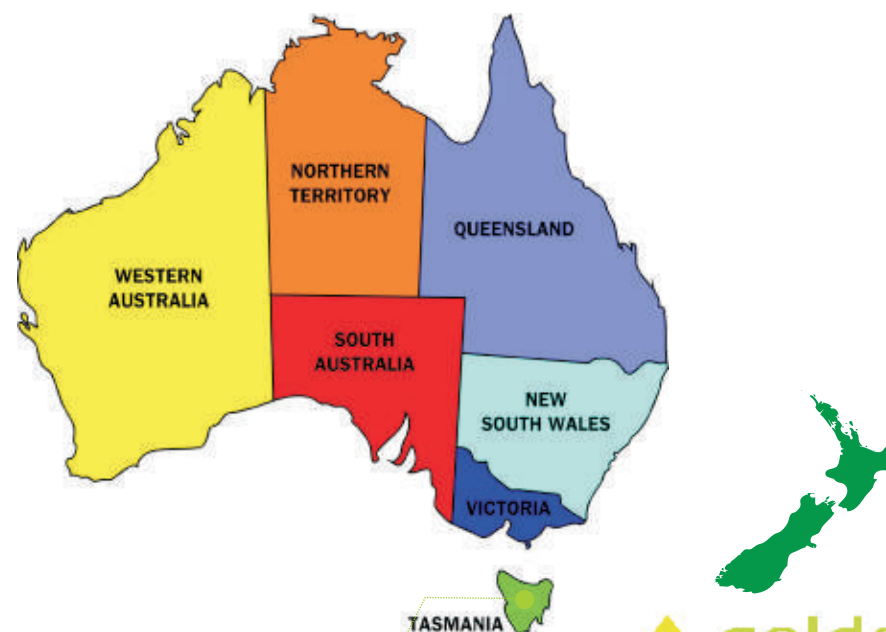 NORTHERN
TERRITORY
QUEENSLAND
WESTERN
AUSTRALIA
SOUTH
AUSTRALIA
NEW
SOUTH WALES
VICTORIA
TASMANIA